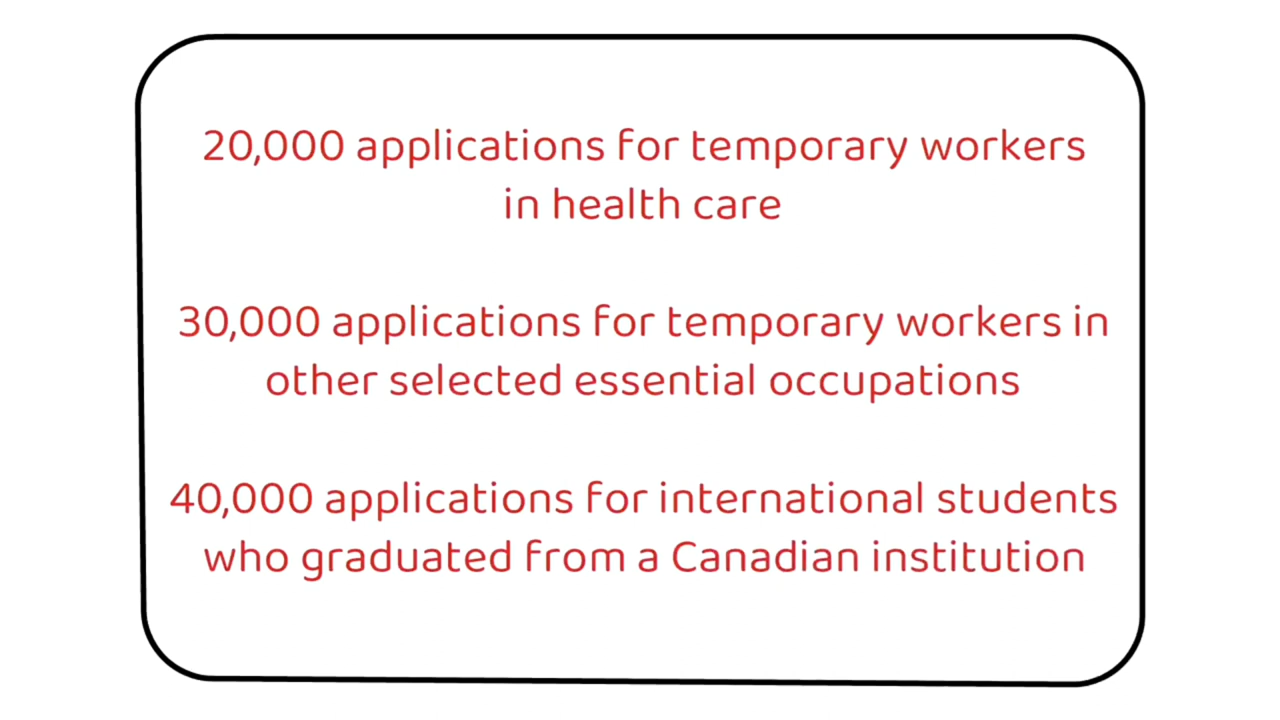 20,000 applications for temporary workers
in health care
30,000 applications for temporary workers in
other selected essential occupations
40,000 applications for international students
who graduated from a Canadian institution